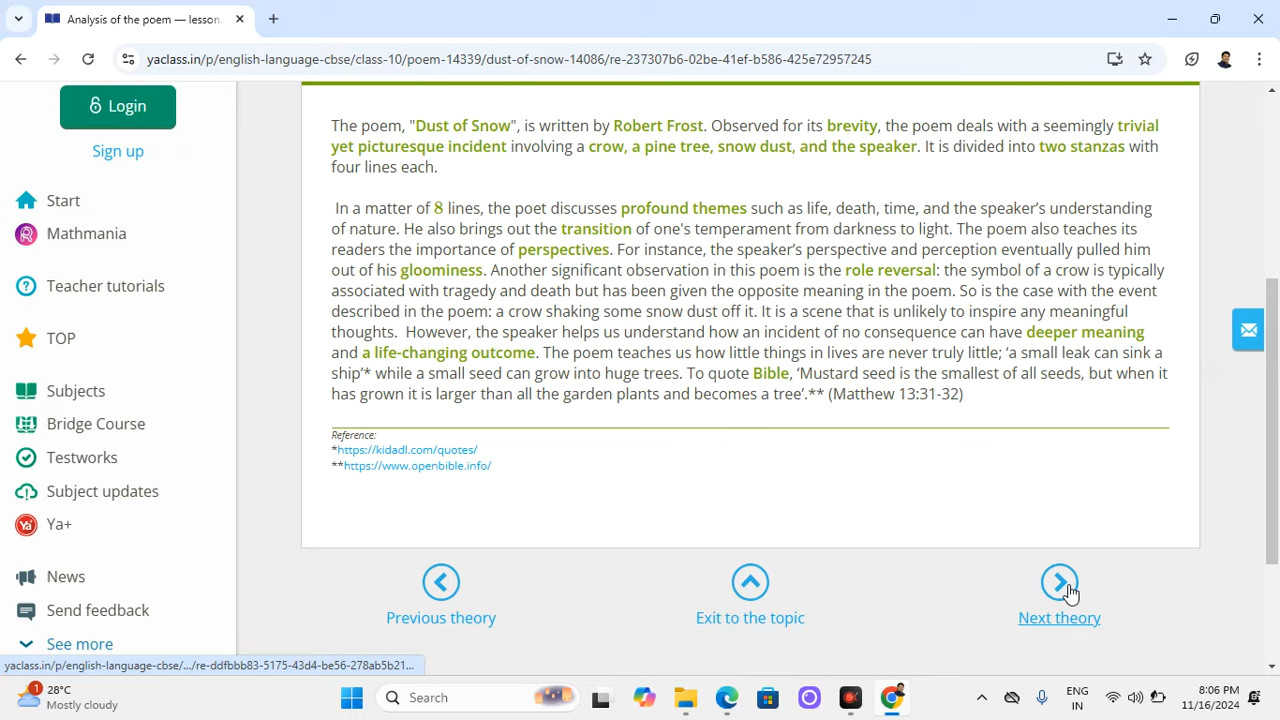 Analysis of the poem — lesson.
yaclass.in/p/english-language-cbse/class-10/poem-14339/dust-of-snow-14086/re-237307b6-02be-41ef-b586-425e72957245
Login
Sign up
Start
Mathmania
Teacher tutorials
TOP
Subjects
Bridge Course
Testworks
Subject updates
Ya+
News
Send feedback
See more
The poem, "Dust of Snow", is written by Robert Frost. Observed for its brevity, the poem deals with a seemingly trivial
yet picturesque incident involving a crow, a pine tree, snow dust, and the speaker. It is divided into two stanzas with
four lines each.
In a matter of 8 lines, the poet discusses profound themes such as life, death, time, and the speaker's understanding
of nature. He also brings out the transition of one's temperament from darkness to light. The poem also teaches its
readers the importance of perspectives. For instance, the speaker's perspective and perception eventually pulled him
out of his gloominess. Another significant observation in this poem is the role reversal: the symbol of a crow is typically
associated with tragedy and death but has been given the opposite meaning in the poem. So is the case with the event
described in the poem: a crow shaking some snow dust off it. It is a scene that is unlikely to inspire any meaningful
thoughts. However, the speaker helps us understand how an incident of no consequence can have deeper meaning
and a life-changing outcome. The poem teaches us how little things in lives are never truly little; 'a small leak can sink a
ship'* while a small seed can grow into huge trees. To quote Bible, 'Mustard seed is the smallest of all seeds, but when it
has grown it is larger than all the garden plants and becomes a tree'.** (Matthew 13:31-32)
Reference:
*https://kidadl.com/quotes/
**https://www.openbible.info/
Previous theory
Exit to the topic
Next theory
yaclass.in/p/english-language-cbse/.../re-ddfbbb83-5175-43d4-be56-278ab5b21...
1
28°C
Mostly cloudy
Search
ENG
IN
8:06 PM
11/16/2024